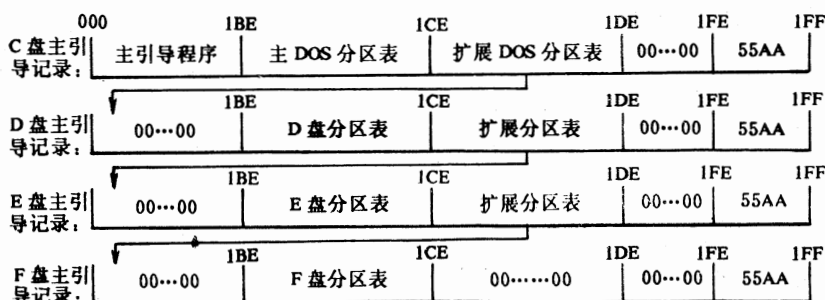 000 1BE 1CE 1DE 1FE 1FF
C盘主引导记录： 主引导程序 主DOS分区表 扩展DOS分区表 00…00 55AA
1BE 1CE 1DE 1FE 1FF
D盘主引导记录： 00…00 D盘分区表 扩展分区表 00…00 55AA
1BE 1CE 1DE 1FE 1FF
E盘主引导记录： 00…00 E盘分区表 扩展分区表 00…00 55AA
1BE 1CE 1DE 1FE 1FF
F盘主引导记录： 00…00 F盘分区表 00……00 00…00 55AA